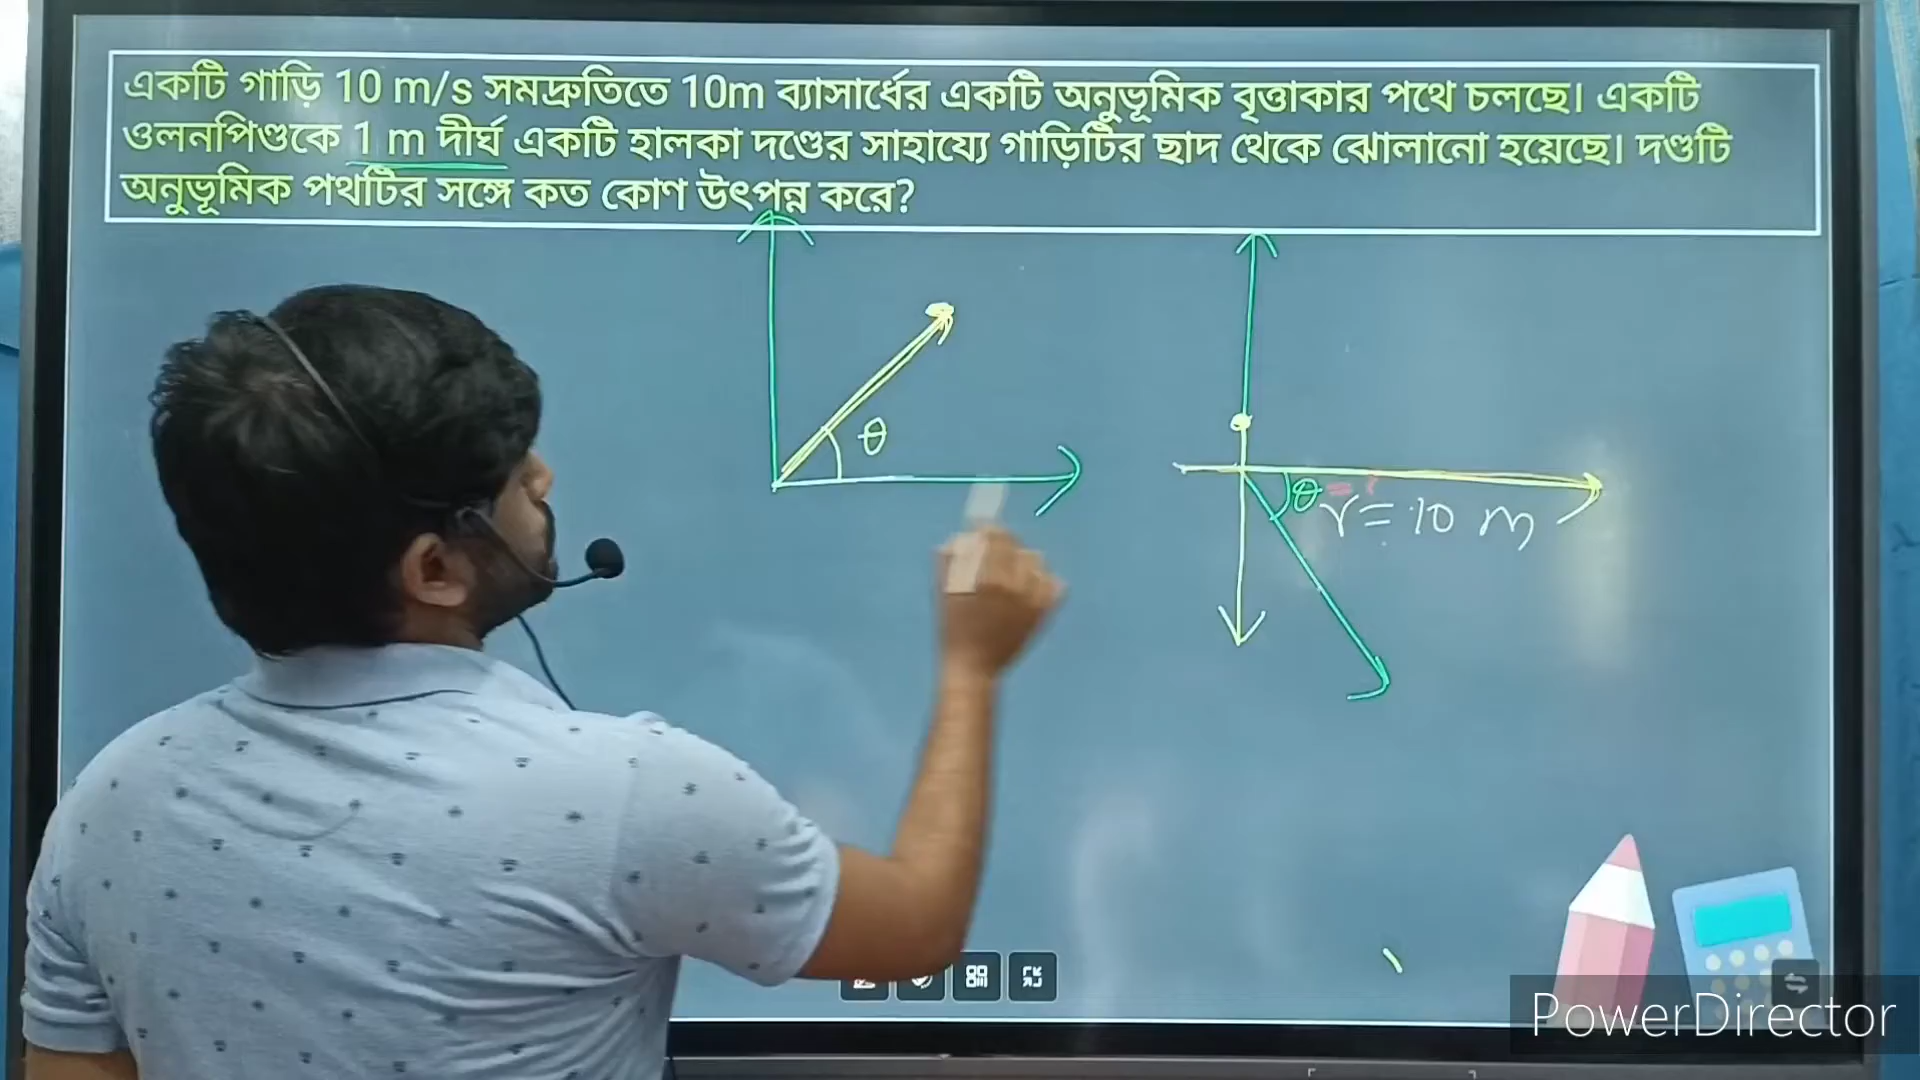 একটি গাড়ি 10 m/s সমদ্রুতিতে 10m ব্যাসার্ধের একটি অনুভূমিক বৃত্তাকার পথে চলছে। একটি
ওলনপিণ্ডকে 1 m দীর্ঘ একটি হালকা দণ্ডের সাহায্যে গাড়িটির ছাদ থেকে ঝোলানো হয়েছে। দণ্ডটি
অনুভূমিক পথটির সঙ্গে কত কোণ উৎপন্ন করে?
θ
θ
r = 10 m
PowerDirector